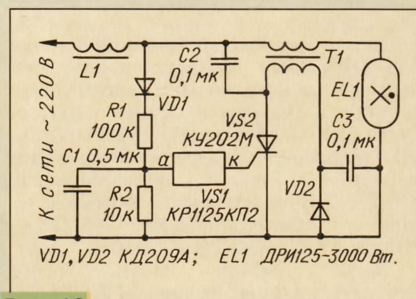 К сети ~ 220 В
L1
C2
0,1 мк
T1
EL1
VD1
R1
100 к
VS2
КУ202М
C3
0,1 мк
C1 0,5 мк
а
к
R2
10 к
VS1
КР1125КП2
VD2
VD1, VD2 КД209А; EL1 ДРИ125-3000 Вт.